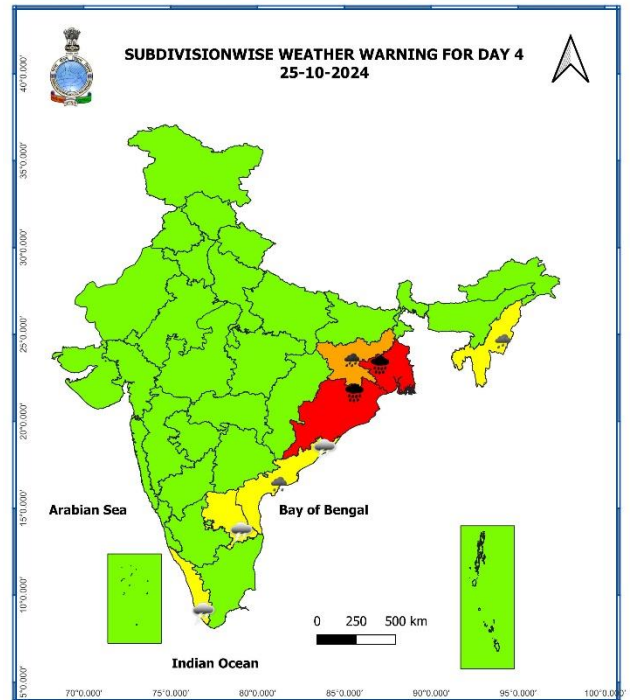 SUBDIVISIONWISE WEATHER WARNING FOR DAY 4
25-10-2024
40°0.000'
35°0.000'
30°0.000'
25°0.000'
20°0.000'
15°0.000'
10°0.000'
5°0.000'
Arabian Sea
Bay of Bengal
0 250 500 km
Indian Ocean
70°0.000' 75°0.000' 80°0.000' 85°0.000' 90°0.000' 95°0.000' 100°0.000'